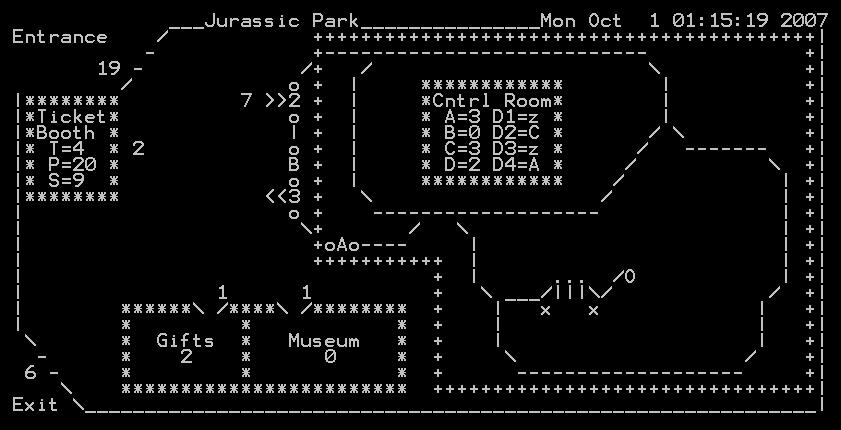 Jurassic Park Mon Oct 1 01:15:19 2007
Entrance
19
7 >>2
Cntrl Room
Ticket
A=3 D1=z
Booth
B=0 D2=C
T=4
2
C=3 D3=z
P=20
B
D=2 D4=A
S=9
<<3
oAo
iii
O
1 1
Gifts Museum
2 0
6
Exit